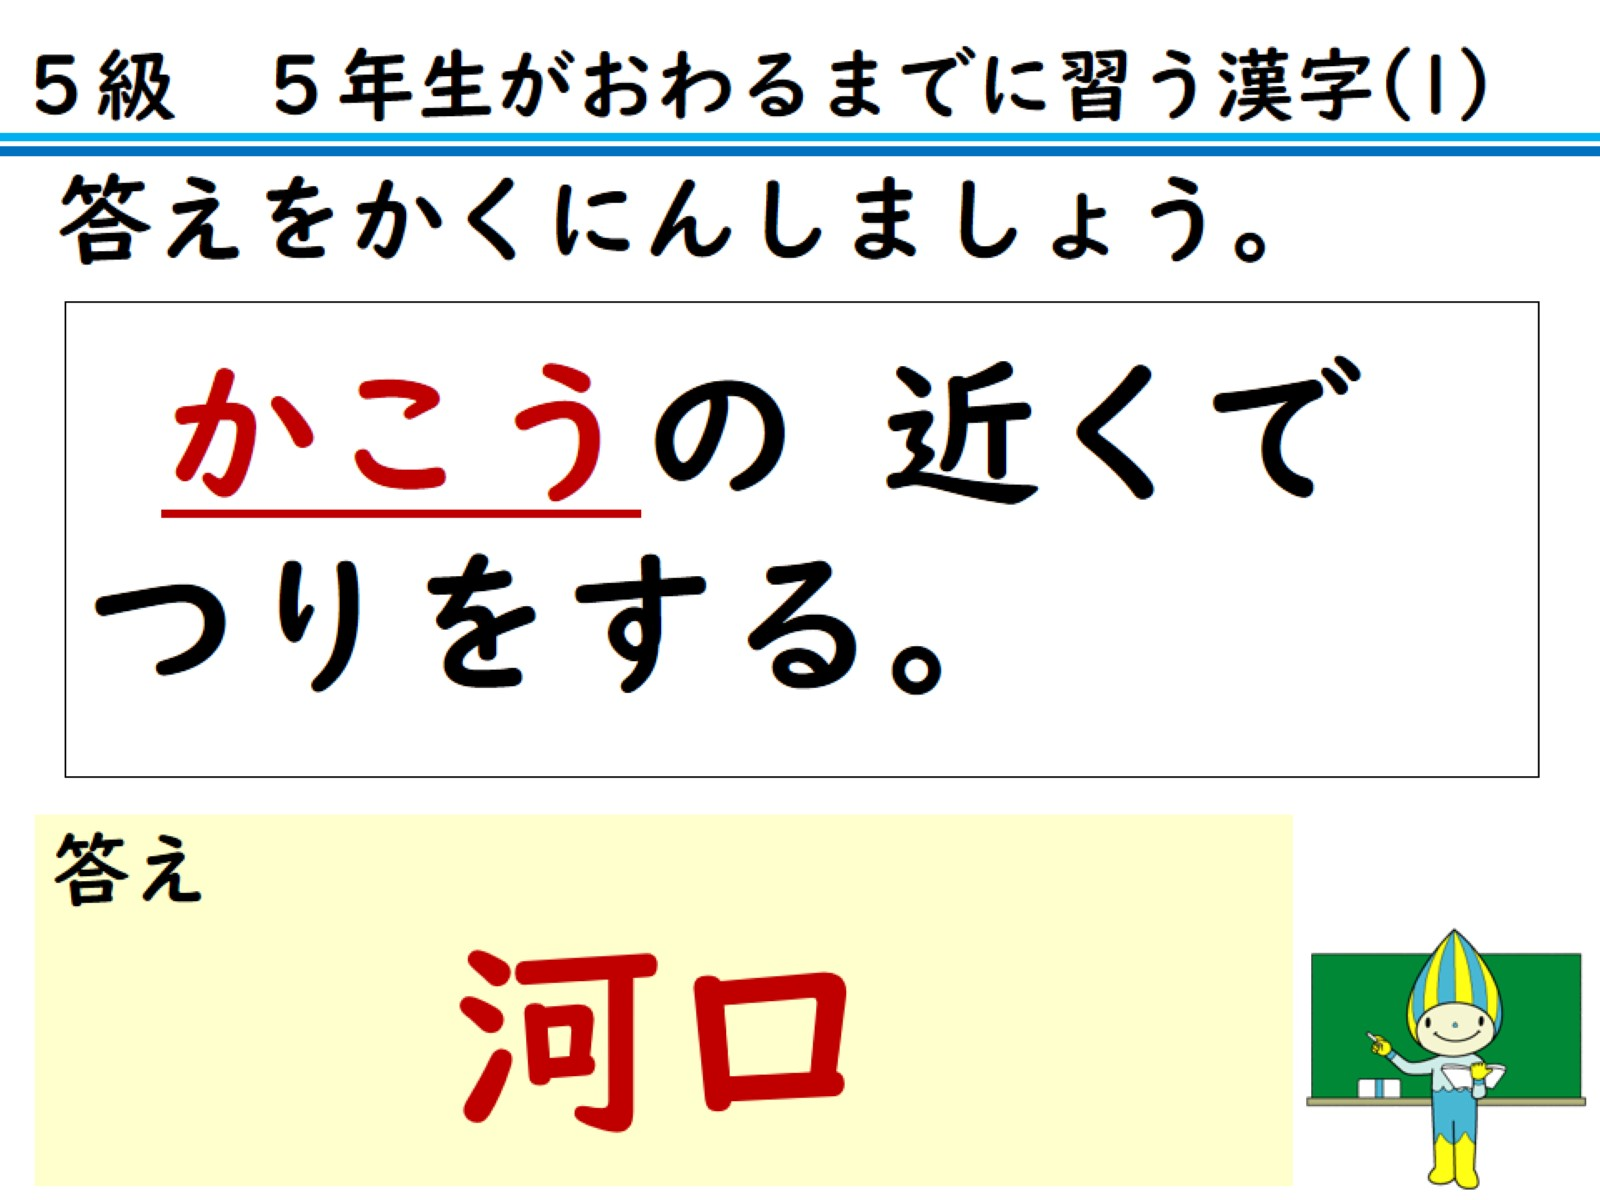 ５級　５年生がおわるまでに習う漢字(1)
答えをかくにんしましょう。
かこうの 近くで
つりをする。
答え
河口